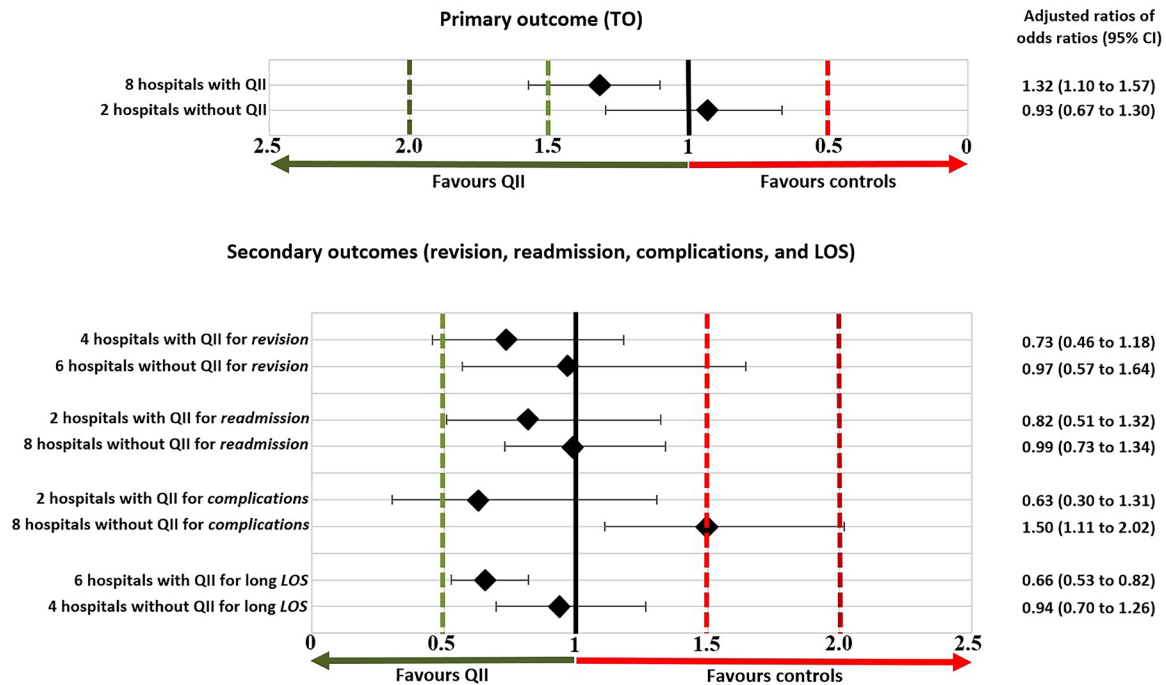 Primary outcome (TO)
Adjusted ratios of
odds ratios (95% CI)
8 hospitals with QII
1.32 (1.10 to 1.57)
2 hospitals without QII
0.93 (0.67 to 1.30)
2.5 2.0 1.5 1 0.5 0
Favours QII Favours controls
Secondary outcomes (revision, readmission, complications, and LOS)
4 hospitals with QII for revision
0.73 (0.46 to 1.18)
6 hospitals without QII for revision
0.97 (0.57 to 1.64)
2 hospitals with QII for readmission
0.82 (0.51 to 1.32)
8 hospitals without QII for readmission
0.99 (0.73 to 1.34)
2 hospitals with QII for complications
0.63 (0.30 to 1.31)
8 hospitals without QII for complications
1.50 (1.11 to 2.02)
6 hospitals with QII for long LOS
0.66 (0.53 to 0.82)
4 hospitals without QII for long LOS
0.94 (0.70 to 1.26)
0 0.5 1 1.5 2.0 2.5
Favours QII Favours controls